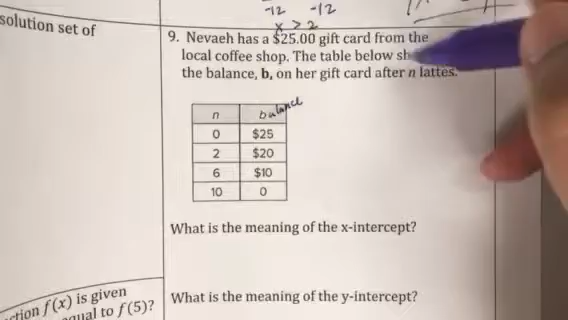 -12 -12
x > 2
solution set of
9. Nevaeh has a $25.00 gift card from the
local coffee shop. The table below sh
the balance, b, on her gift card after n lattes.
n balance
0 $25
2 $20
6 $10
10 0
What is the meaning of the x-intercept?
ction f(x) is given
qual to f(5)?
What is the meaning of the y-intercept?